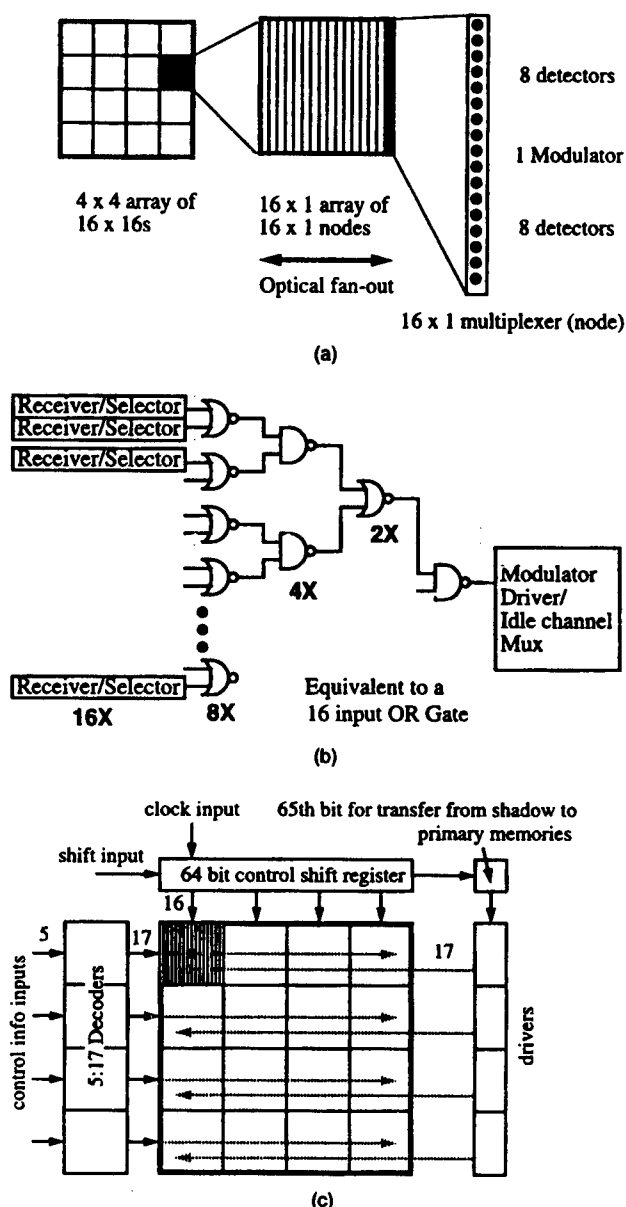 8 detectors
1 Modulator
8 detectors
4 x 4 array of
16 x 16s
16 x 1 array of
16 x 1 nodes
Optical fan-out
16 x 1 multiplexer (node)
(a)
Receiver/Selector
Receiver/Selector
Receiver/Selector
2X
4X
Modulator
Driver/
Idle channel
Mux
Receiver/Selector
16X
8X
Equivalent to a
16 input OR Gate
(b)
clock input
65th bit for transfer from shadow to
primary memories
shift input
64 bit control shift register
16
5
17
17
control info inputs
5:17 Decoders
drivers
(c)